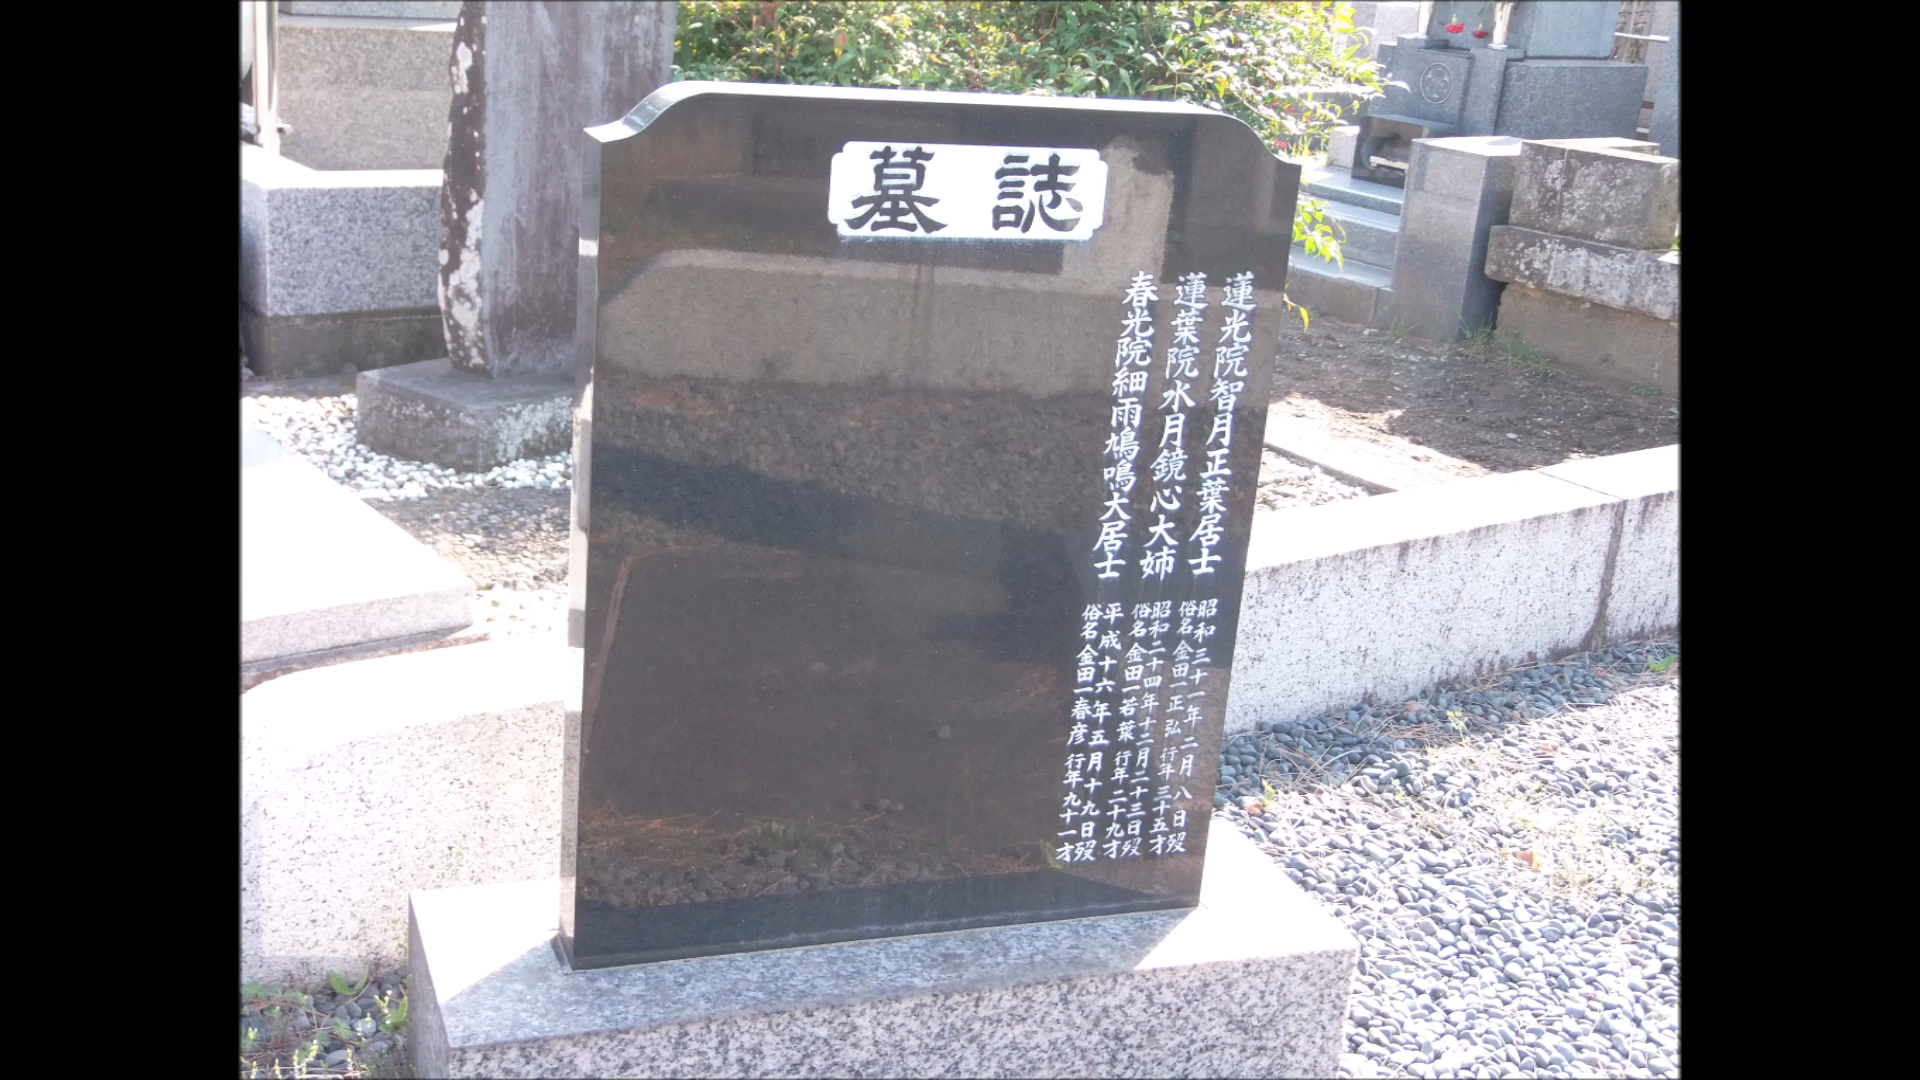 墓誌
蓮光院智月正葉居士
昭和三十一年二月八日歿
俗名金田一正弘 行年三十五才
蓮葉院水月鏡心大姉
昭和二十四年十二月二十三日歿
俗名金田一若葉 行年二十九才
春光院細雨鳩鳴大居士
平成十六年五月十九日歿
俗名金田一春彦 行年九十一才